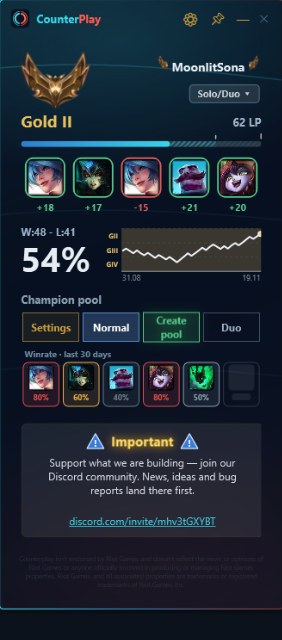 CounterPlay
MoonlitSona
Solo/Duo
Gold II
62 LP
+18 +17 -15 +21 +20
W:48 - L:41
54%
GII
GIII
GIV
31.08 19.11
Champion pool
Settings Normal Create pool Duo
Winrate · last 30 days
80% 60% 40% 80% 50%
Important
Support what we are building — join our
Discord community. News, ideas and bug
reports land there first.
discord.com/invite/mhv3tGXYBT